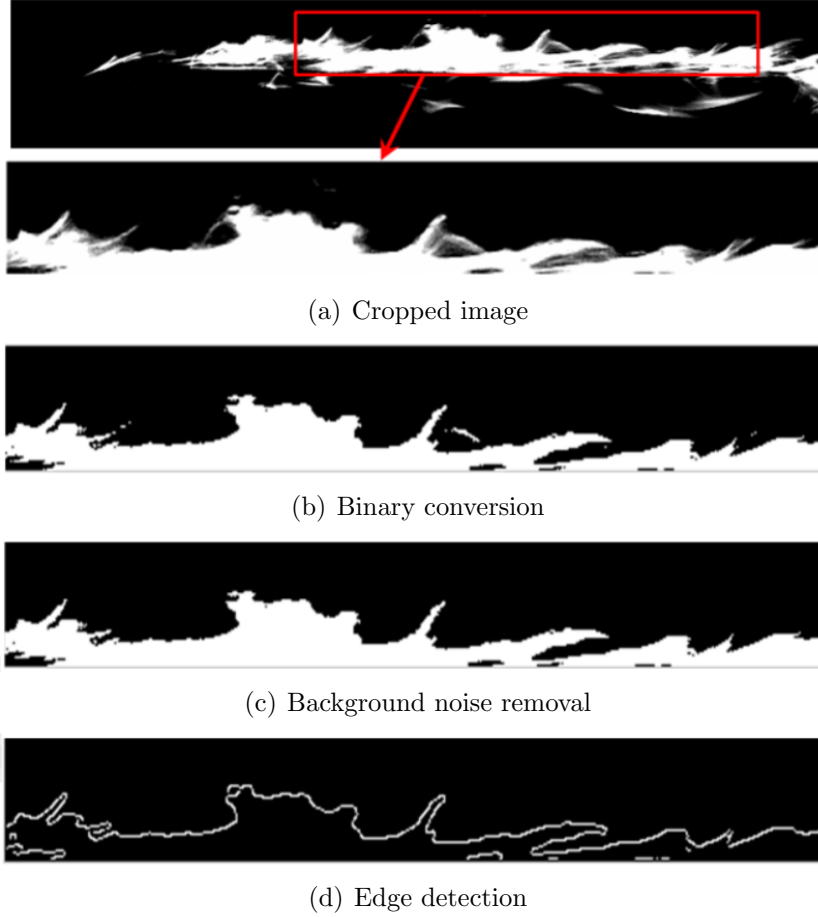 (a) Cropped image
(b) Binary conversion
(c) Background noise removal
(d) Edge detection